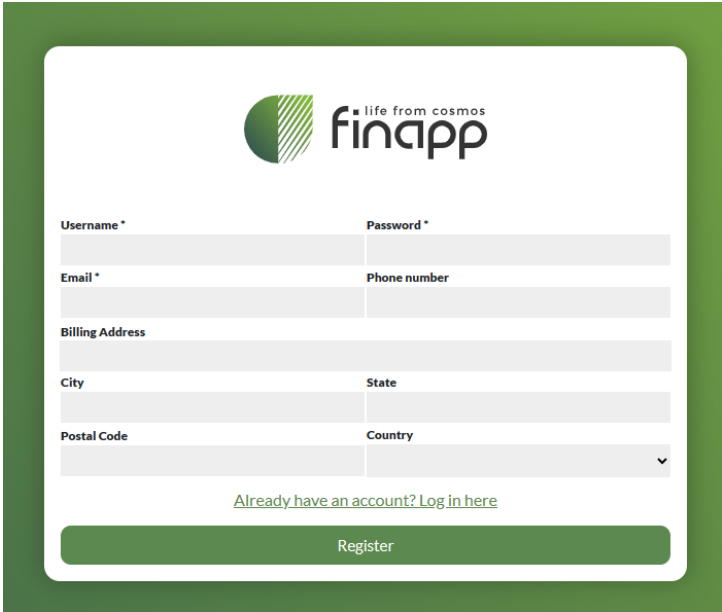 life from cosmos
finapp
Username * Password *
Email * Phone number
Billing Address
City State
Postal Code Country
Already have an account? Log in here
Register